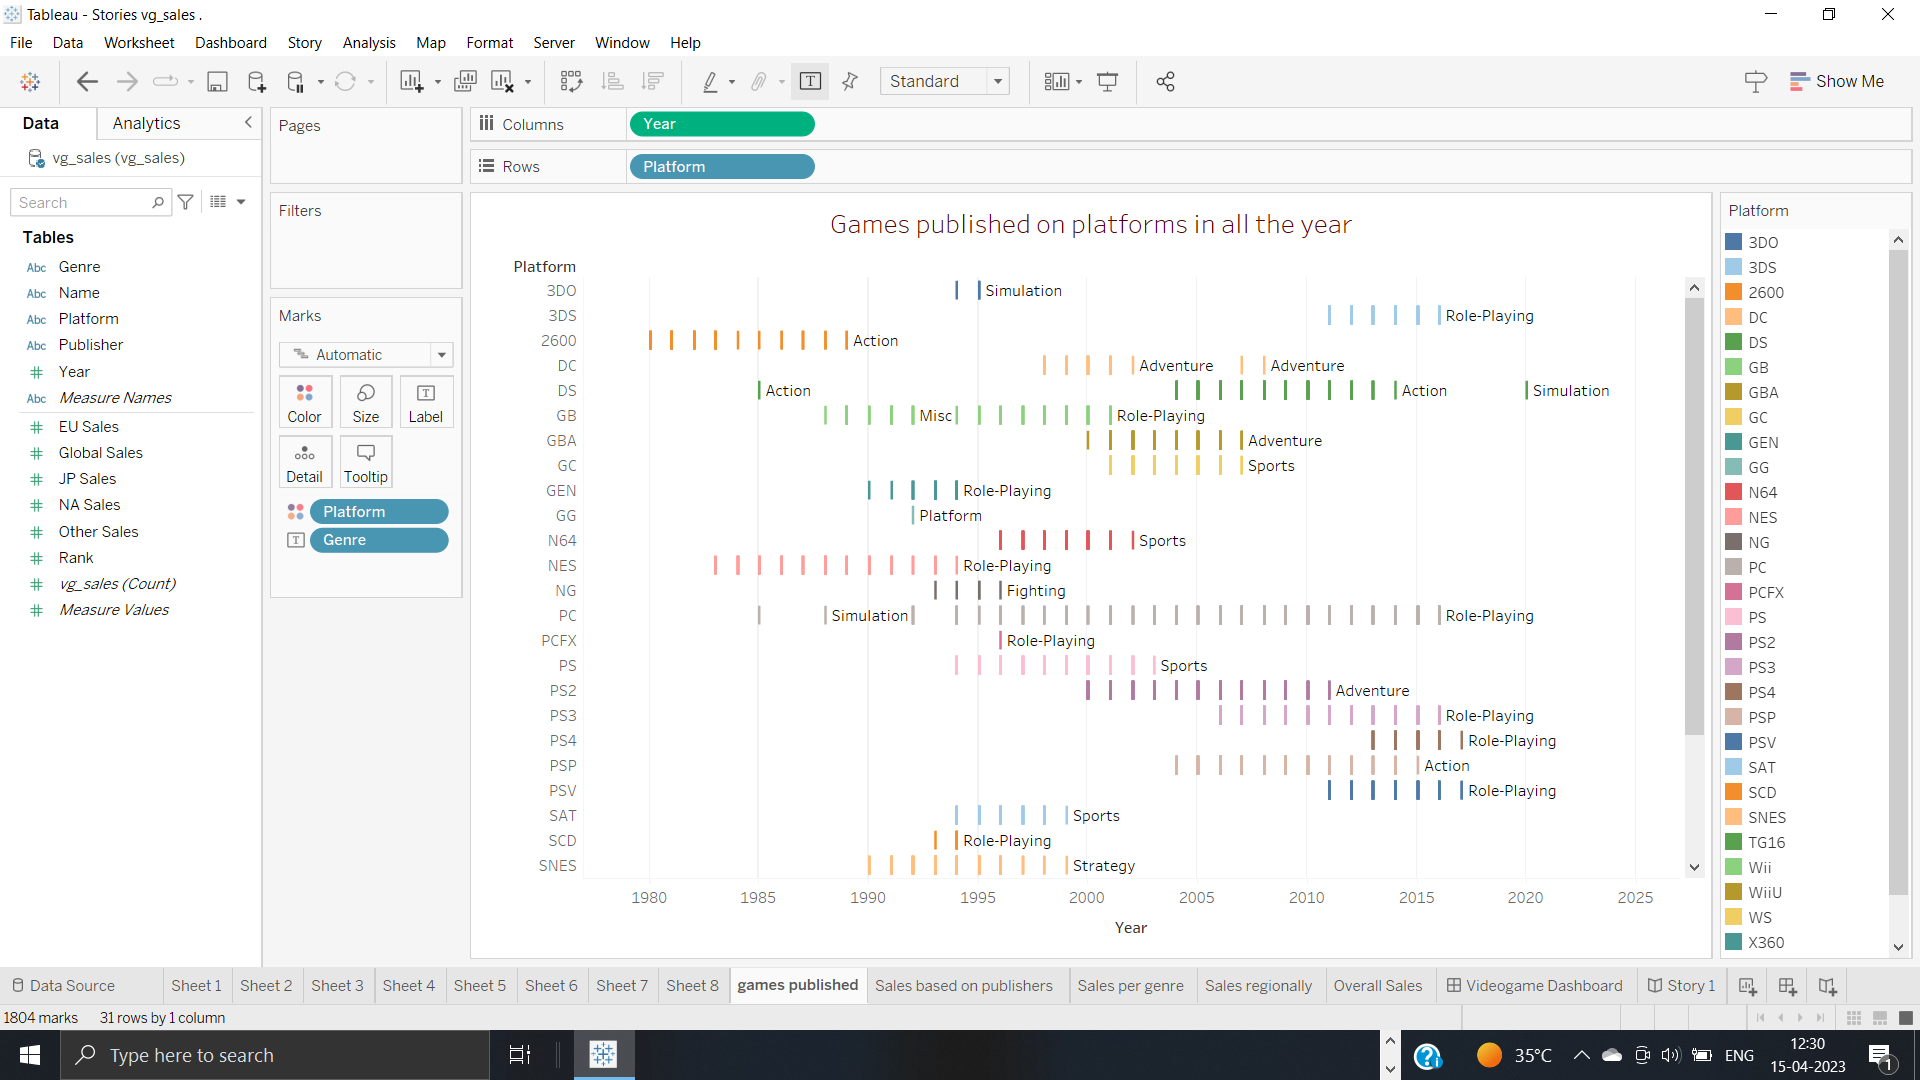 Tableau - Stories vg_sales .
File Data Worksheet Dashboard Story Analysis Map Format Server Window Help
Standard
Show Me
Data Analytics
vg_sales (vg_sales)
Search
Tables
Abc Genre
Abc Name
Abc Platform
Abc Publisher
# Year
Abc Measure Names
# EU Sales
# Global Sales
# JP Sales
# NA Sales
# Other Sales
# Rank
# vg_sales (Count)
# Measure Values
Pages
Filters
Marks
Automatic
Color Size Label
Detail Tooltip
Platform
Genre
Columns Year
Rows Platform
Games published on platforms in all the year
Platform
3DO Simulation
3DS Role-Playing
2600 Action
DC Adventure Adventure
DS Action Action Simulation
GB Misc Role-Playing
GBA Adventure
GC Sports
GEN Role-Playing
GG Platform
N64 Sports
NES Role-Playing
NG Fighting
PC Simulation Role-Playing
PCFX Role-Playing
PS Sports
PS2 Adventure
PS3 Role-Playing
PS4 Role-Playing
PSP Action
PSV Role-Playing
SAT Sports
SCD Role-Playing
SNES Strategy
1980 1985 1990 1995 2000 2005 2010 2015 2020 2025
Year
Platform
3DO
3DS
2600
DC
DS
GB
GBA
GC
GEN
GG
N64
NES
NG
PC
PCFX
PS
PS2
PS3
PS4
PSP
PSV
SAT
SCD
SNES
TG16
Wii
WiiU
WS
X360
Data Source Sheet 1 Sheet 2 Sheet 3 Sheet 4 Sheet 5 Sheet 6 Sheet 7 Sheet 8 games published Sales based on publishers Sales per genre Sales regionally Overall Sales Videogame Dashboard Story 1
1804 marks 31 rows by 1 column
Type here to search
35°C
ENG
12:30
15-04-2023
1